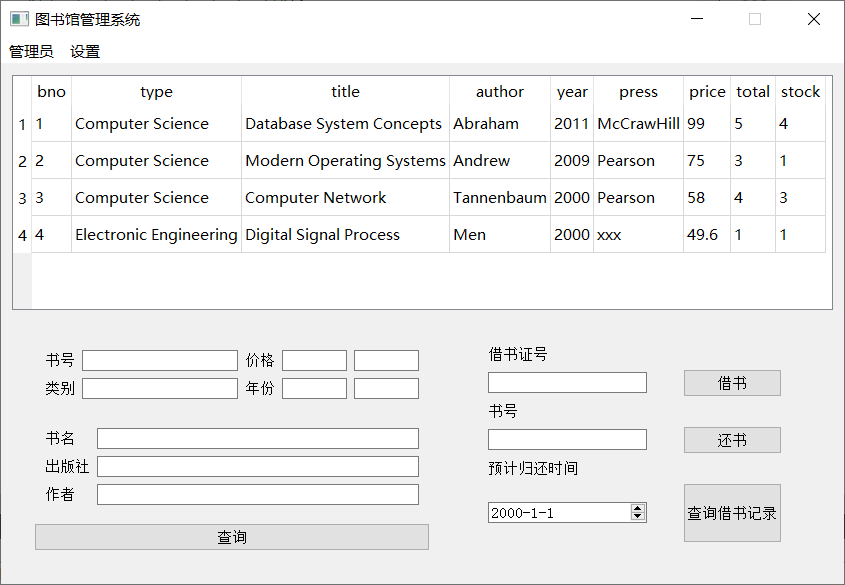 图书馆管理系统
管理员 设置
bno type title author year press price total stock
1 1 Computer Science Database System Concepts Abraham 2011 McCrawHill 99 5 4
2 2 Computer Science Modern Operating Systems Andrew 2009 Pearson 75 3 1
3 3 Computer Science Computer Network Tannenbaum 2000 Pearson 58 4 3
4 4 Electronic Engineering Digital Signal Process Men 2000 xxx 49.6 1 1
书号 价格
类别 年份
书名
出版社
作者
查询
借书证号
借书
书号
还书
预计归还时间
2000-1-1
查询借书记录